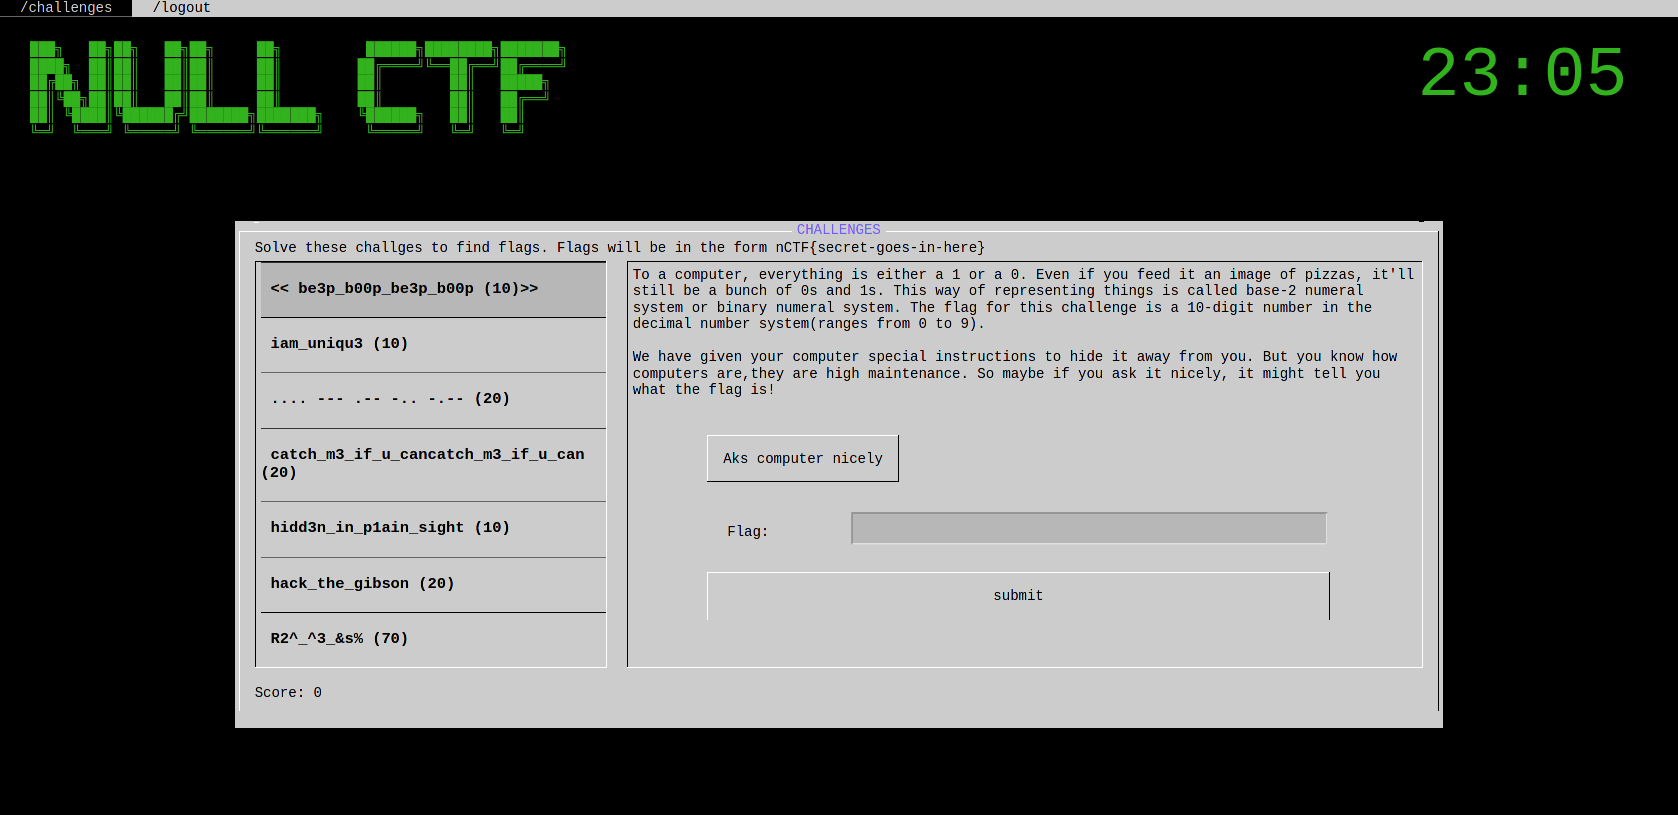 /challenges /logout
NULL CTF
23:05
CHALLENGES
Solve these challges to find flags. Flags will be in the form nCTF{secret-goes-in-here}
<< be3p_b00p_be3p_b00p (10)>>
iam_uniqu3 (10)
.... --- .-- -.. -.-- (20)
catch_m3_if_u_cancatch_m3_if_u_can
(20)
hidd3n_in_p1ain_sight (10)
hack_the_gibson (20)
R2^_^3_&s% (70)
To a computer, everything is either a 1 or a 0. Even if you feed it an image of pizzas, it'll
still be a bunch of 0s and 1s. This way of representing things is called base-2 numeral
system or binary numeral system. The flag for this challenge is a 10-digit number in the
decimal number system(ranges from 0 to 9).
We have given your computer special instructions to hide it away from you. But you know how
computers are,they are high maintenance. So maybe if you ask it nicely, it might tell you
what the flag is!
Aks computer nicely
Flag:
submit
Score: 0